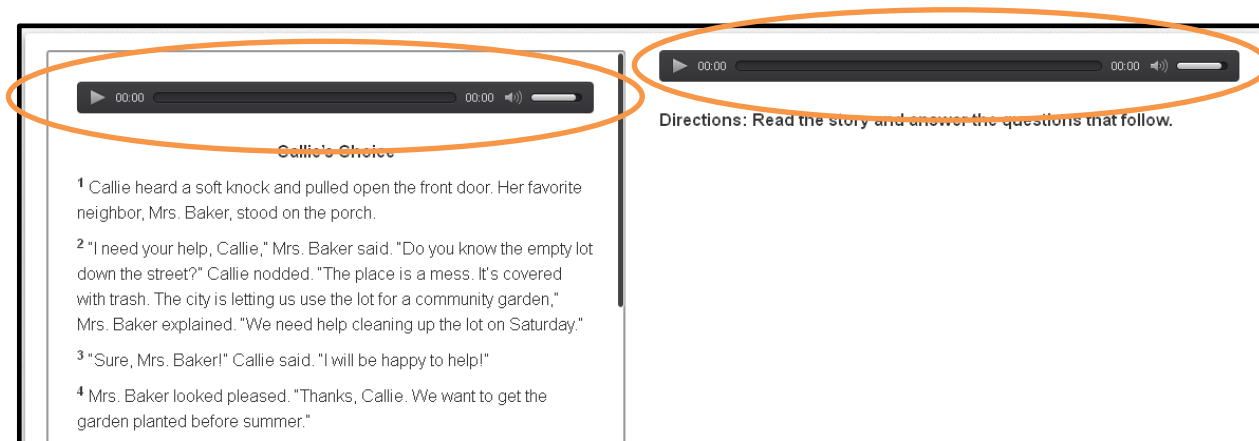 00:00 00:00
Callie's Choice
1 Callie heard a soft knock and pulled open the front door. Her favorite
neighbor, Mrs. Baker, stood on the porch.
2 "I need your help, Callie," Mrs. Baker said. "Do you know the empty lot
down the street?" Callie nodded. "The place is a mess. It's covered
with trash. The city is letting us use the lot for a community garden,"
Mrs. Baker explained. "We need help cleaning up the lot on Saturday."
3 "Sure, Mrs. Baker!" Callie said. "I will be happy to help!"
4 Mrs. Baker looked pleased. "Thanks, Callie. We want to get the
garden planted before summer."
00:00 00:00
Directions: Read the story and answer the questions that follow.